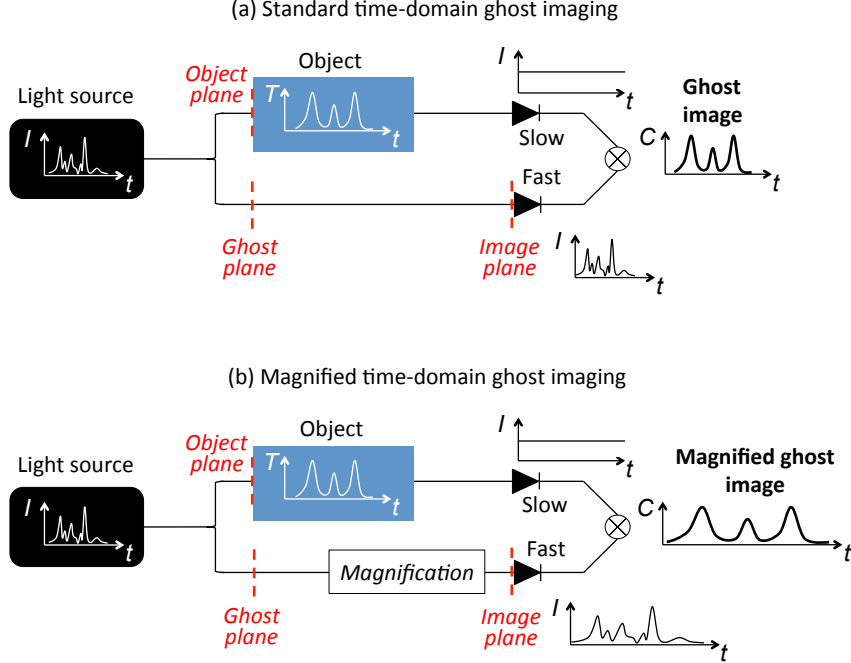 (a) Standard time-domain ghost imaging
Object
Object
plane
Light source
I
t
T
t
I
t
Slow
Ghost
image
C
t
Fast
Ghost
plane
Image
plane
I
t
(b) Magnified time-domain ghost imaging
Object
Object
plane
Light source
I
t
T
t
I
t
Slow
Magnified ghost
image
C
t
Magnification
Fast
Ghost
plane
Image
plane
I
t